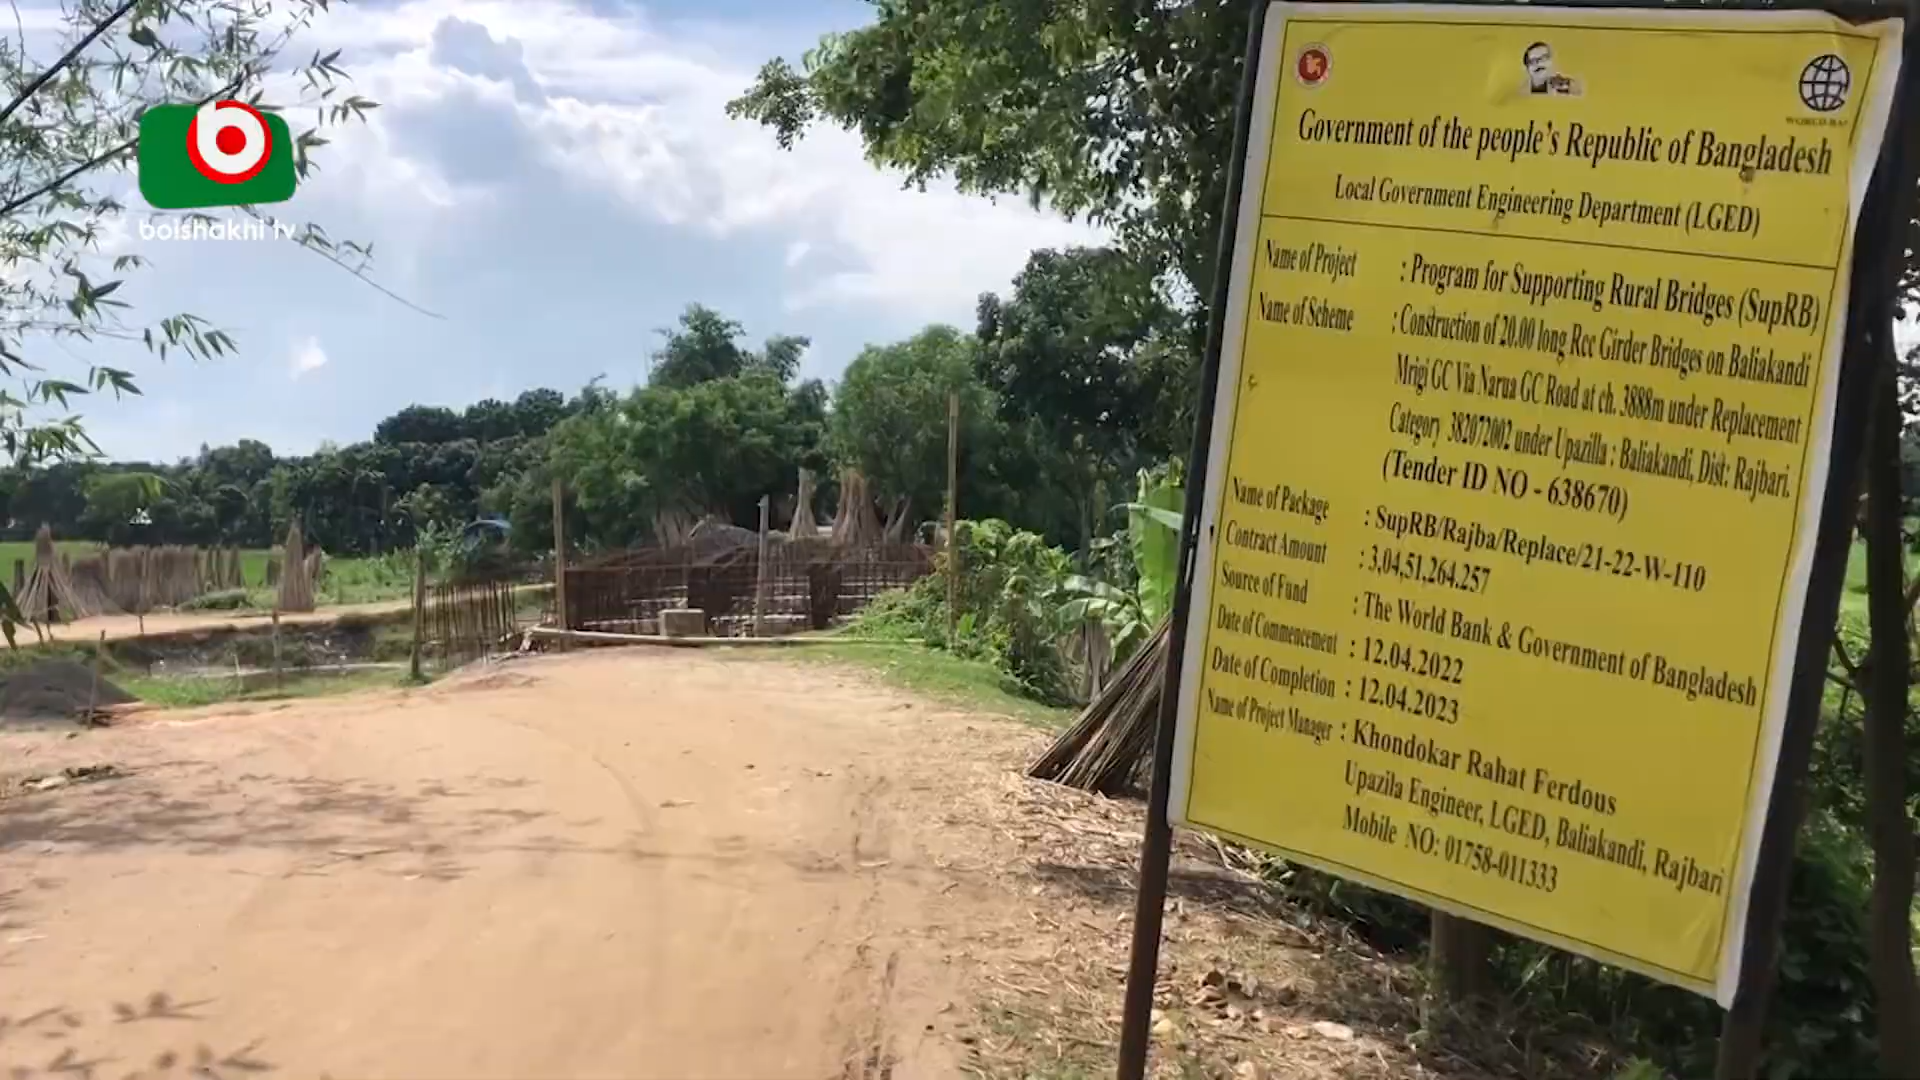 boishakhi tv
WORLD BA
Government of the people's Republic of Bangladesh
Local Government Engineering Department (LGED)
Name of Project : Program for Supporting Rural Bridges (SupRB)
Name of Scheme : Construction of 20.00 long Rcc Girder Bridges on Baliakandi
Mrigi GC Via Narua GC Road at ch. 3888m under Replacement
Category 382072002 under Upazilla : Baliakandi, Dist: Rajbari.
(Tender ID NO - 638670)
Name of Package : SupRB/Rajba/Replace/21-22-W-110
Contract Amount : 3,04,51,264.257
Source of Fund : The World Bank & Government of Bangladesh
Date of Commencement : 12.04.2022
Date of Completion : 12.04.2023
Name of Project Manager : Khondokar Rahat Ferdous
Upazila Engineer, LGED, Baliakandi, Rajbari
Mobile NO: 01758-011333